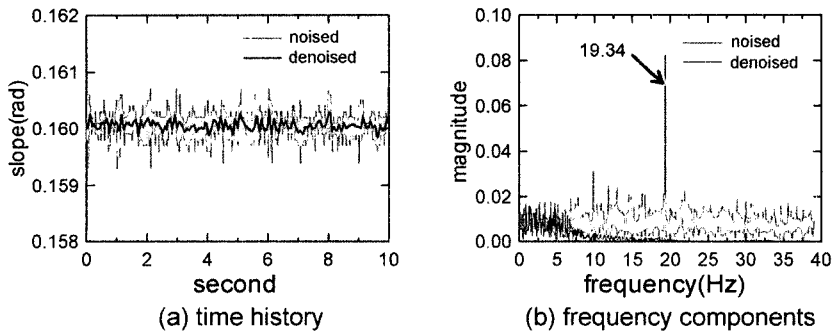 0.162
0.161
0.160
0.159
0.158
slope(rad)
noised
denoised
0 2 4 6 8 10
second
(a) time history
0.10
0.08
0.06
0.04
0.02
0.00
magnitude
19.34
noised
denoised
0 5 10 15 20 25 30 35 40
frequency(Hz)
(b) frequency components